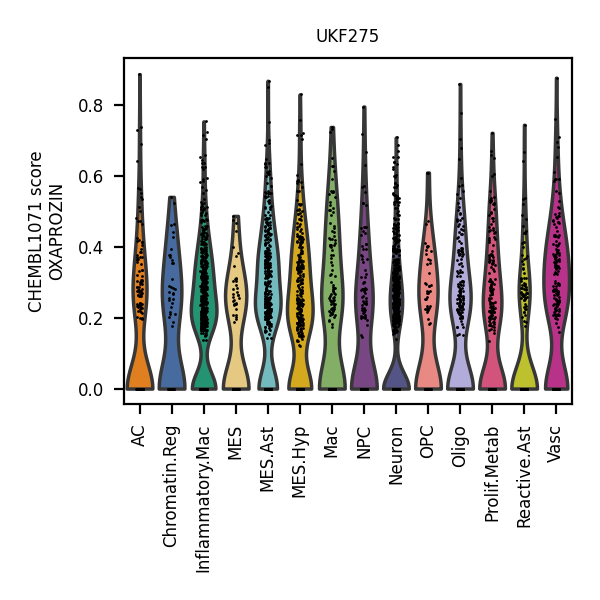 UKF275
CHEMBL1071 score
OXAPROZIN
0.8
0.6
0.4
0.2
0.0
AC
Chromatin.Reg
Inflammatory.Mac
MES
MES.Ast
MES.Hyp
Mac
NPC
Neuron
OPC
Oligo
Prolif.Metab
Reactive.Ast
Vasc